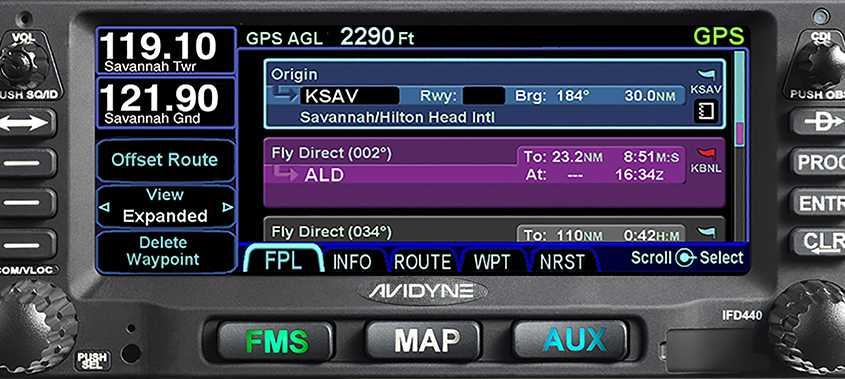 VOL
PUSH SQ/ID
119.10
Savannah Twr
121.90
Savannah Gnd
GPS AGL 2290 Ft
GPS
CDI
PUSH OBS
Origin
KSAV Rwy: Brg: 184° 30.0NM
Savannah/Hilton Head Intl
KSAV
D
Offset Route
View
Expanded
Delete
Waypoint
Fly Direct (002°) To: 23.2NM 8:51M:S
ALD At: --- 16:34Z
KBNL
Fly Direct (034°) To: 110NM 0:42H:M
PROC
ENTR
CLR
COM/VLOC
FPL INFO ROUTE WPT NRST Scroll Select
AVIDYNE
IFD440
PUSH
SEL
FMS MAP AUX